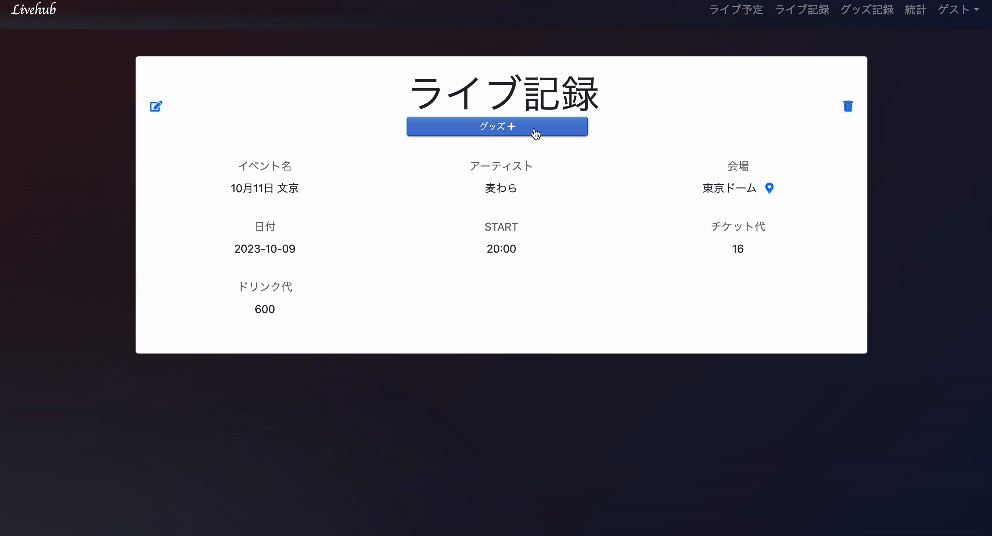 Livehub
ライブ予定 ライブ記録 グッズ記録 統計 ゲスト
ライブ記録
グッズ +
イベント名 アーティスト 会場
10月11日 文京 麦わら 東京ドーム
日付 START チケット代
2023-10-09 20:00 16
ドリンク代
600